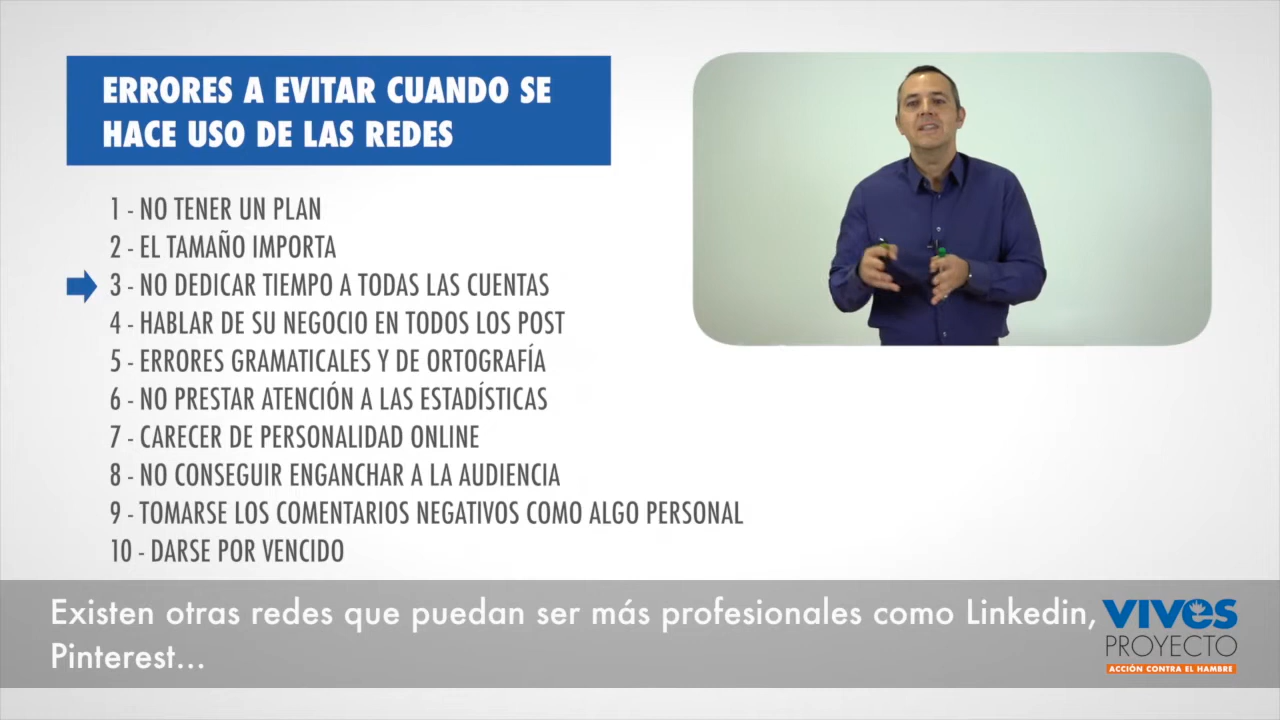 ERRORES A EVITAR CUANDO SE
HACE USO DE LAS REDES
1 - NO TENER UN PLAN
2 - EL TAMAÑO IMPORTA
3 - NO DEDICAR TIEMPO A TODAS LAS CUENTAS
4 - HABLAR DE SU NEGOCIO EN TODOS LOS POST
5 - ERRORES GRAMATICALES Y DE ORTOGRAFÍA
6 - NO PRESTAR ATENCIÓN A LAS ESTADÍSTICAS
7 - CARECER DE PERSONALIDAD ONLINE
8 - NO CONSEGUIR ENGANCHAR A LA AUDIENCIA
9 - TOMARSE LOS COMENTARIOS NEGATIVOS COMO ALGO PERSONAL
10 - DARSE POR VENCIDO
Existen otras redes que puedan ser más profesionales como Linkedin,
Pinterest...
VIVES
PROYECTO
ACCIÓN CONTRA EL HAMBRE